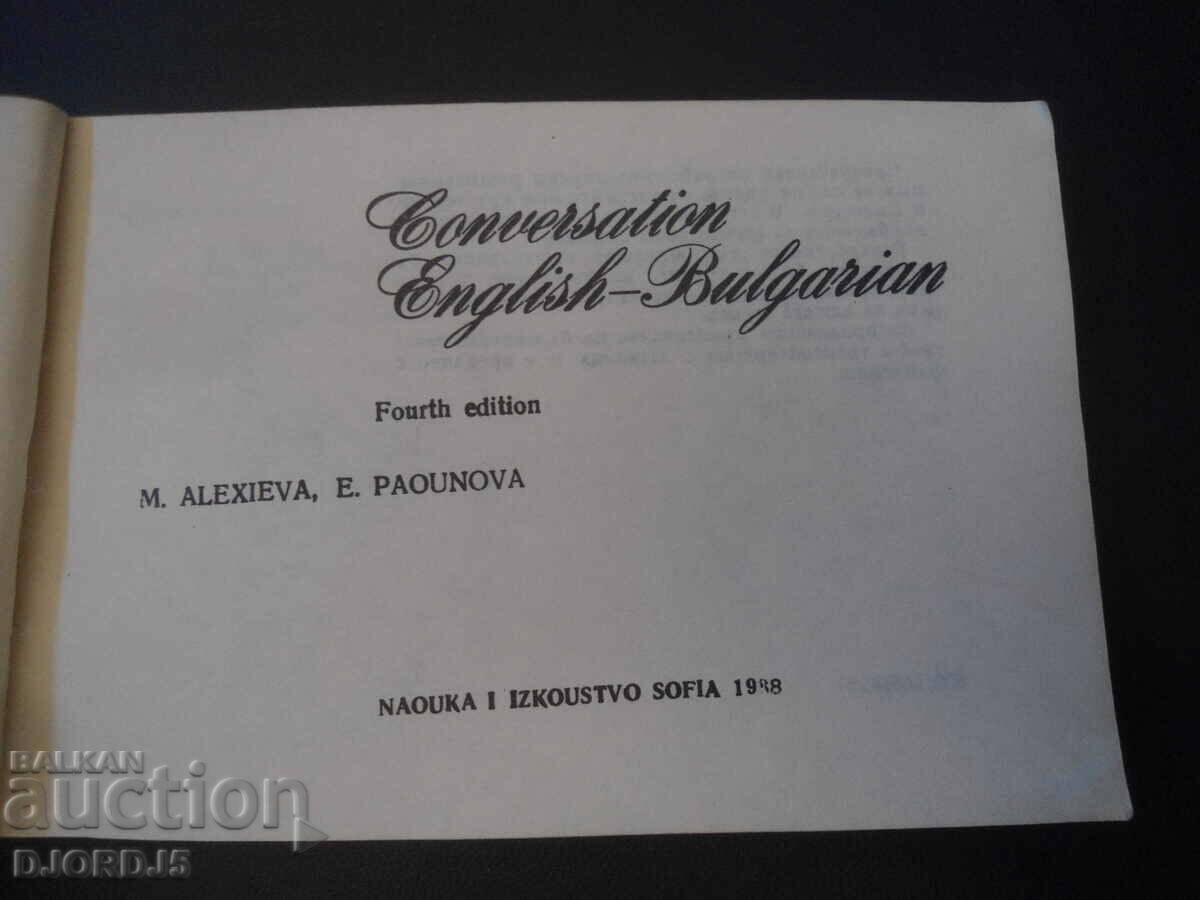 Conversation
English–Bulgarian
Fourth edition
M. ALEXIEVA, E. PAOUNOVA
NAOUKA I IZKOUSTVO SOFIA 1988
BALKAN
auction
DJORDJ5